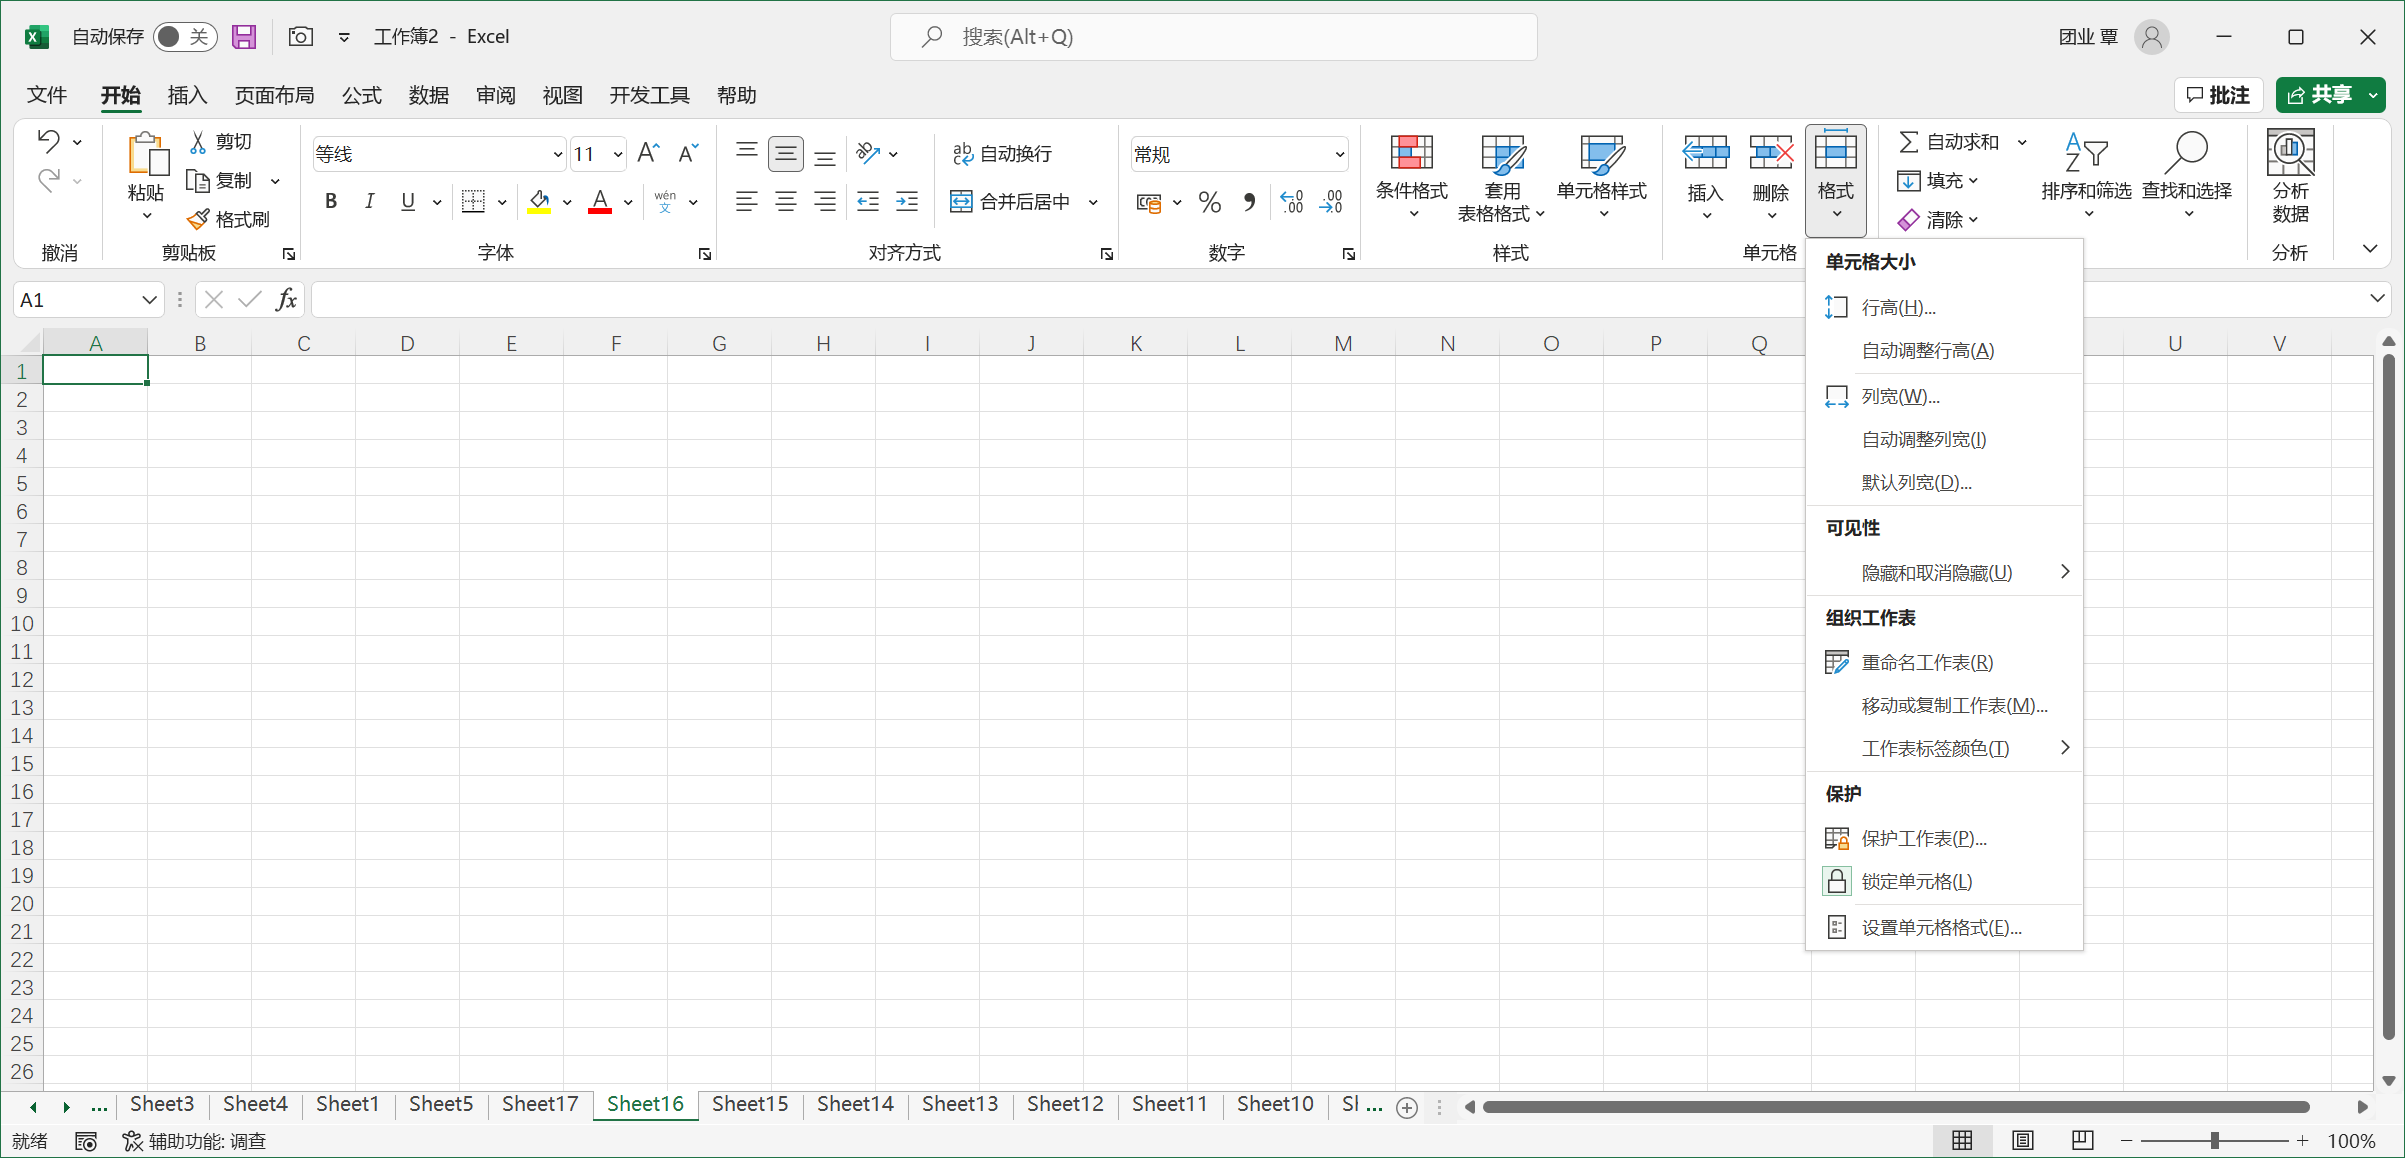 自动保存 关 工作簿2 - Excel 搜索(Alt+Q) 团业 覃
文件 开始 插入 页面布局 公式 数据 审阅 视图 开发工具 帮助 批注 共享
撤消
粘贴 剪切
复制
格式刷
剪贴板
等线 11
B I U A wén 文
字体
ab c 自动换行
合并后居中
对齐方式
常规
% .00 .0
数字
条件格式 套用 表格格式 单元格样式
样式
插入 删除 格式
单元格
自动求和
填充
清除
排序和筛选 查找和选择
分析 数据
分析
A1 fx
A B C D E F G H I J K L M N O P Q U V
1
2
3
4
5
6
7
8
9
10
11
12
13
14
15
16
17
18
19
20
21
22
23
24
25
26
单元格大小
行高(H)...
自动调整行高(A)
列宽(W)...
自动调整列宽(I)
默认列宽(D)...
可见性
隐藏和取消隐藏(U)
组织工作表
重命名工作表(R)
移动或复制工作表(M)...
工作表标签颜色(T)
保护
保护工作表(P)...
锁定单元格(L)
设置单元格格式(E)...
... Sheet3 Sheet4 Sheet1 Sheet5 Sheet17 Sheet16 Sheet15 Sheet14 Sheet13 Sheet12 Sheet11 Sheet10 Sl ...
就绪 辅助功能: 调查 100%